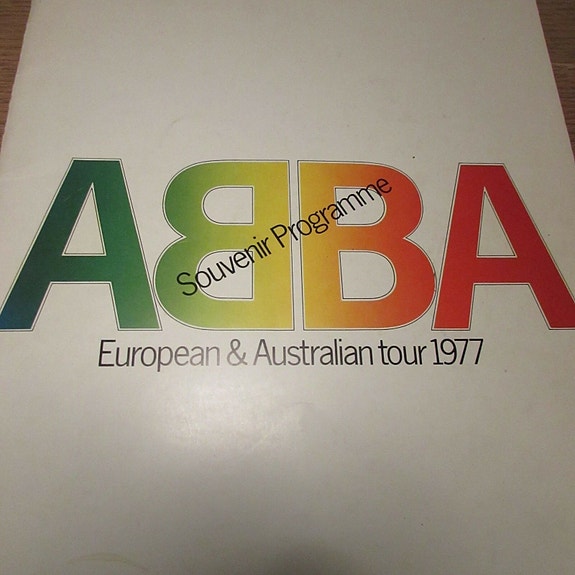 ABBA
Souvenir Programme
European & Australian tour 1977